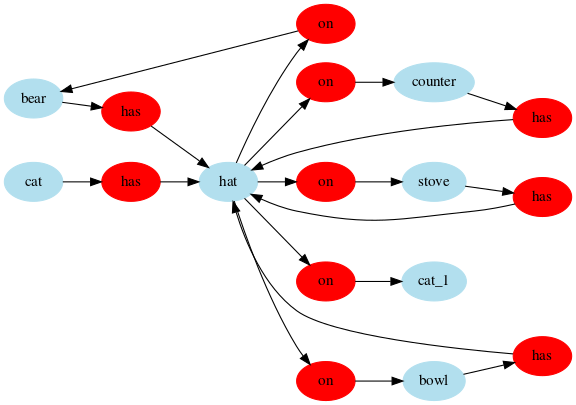 on
on
counter
bear
has
has
cat
has
hat
on
stove
has
on
cat_1
has
on
bowl